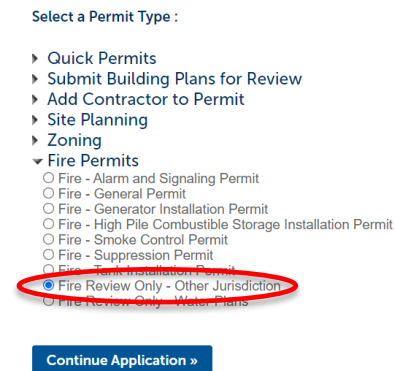 Select a Permit Type :
Quick Permits
Submit Building Plans for Review
Add Contractor to Permit
Site Planning
Zoning
Fire Permits
Fire - Alarm and Signaling Permit
Fire - General Permit
Fire - Generator Installation Permit
Fire - High Pile Combustible Storage Installation Permit
Fire - Smoke Control Permit
Fire - Suppression Permit
Fire - Tank Installation Permit
Fire Review Only - Other Jurisdiction
Fire Review Only - Water Plans
Continue Application »